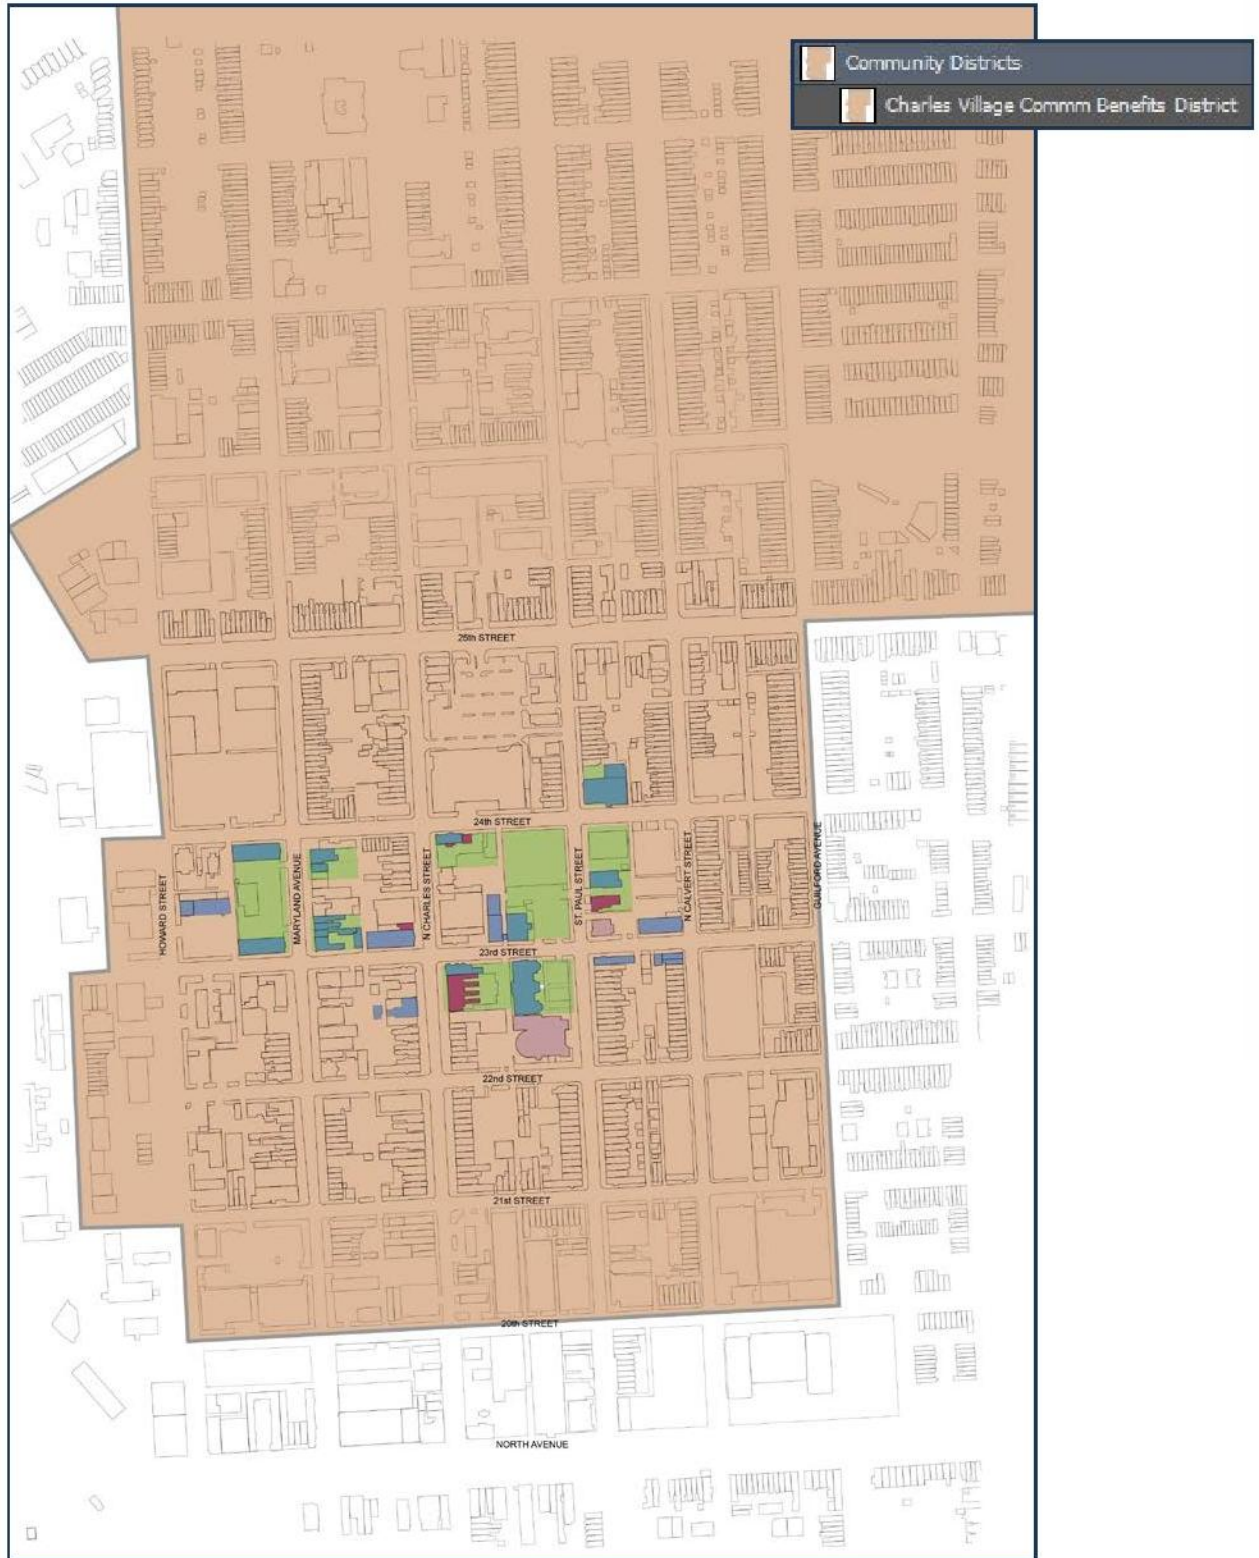 Community Districts
Charles Village Commm Benefits District
25th STREET
24th STREET
HOWARD STREET
MARYLAND AVENUE
N CHARLES STREET
ST. PAUL STREET
N CALVERT STREET
GUILFORD AVENUE
23rd STREET
22nd STREET
21st STREET
20th STREET
NORTH AVENUE